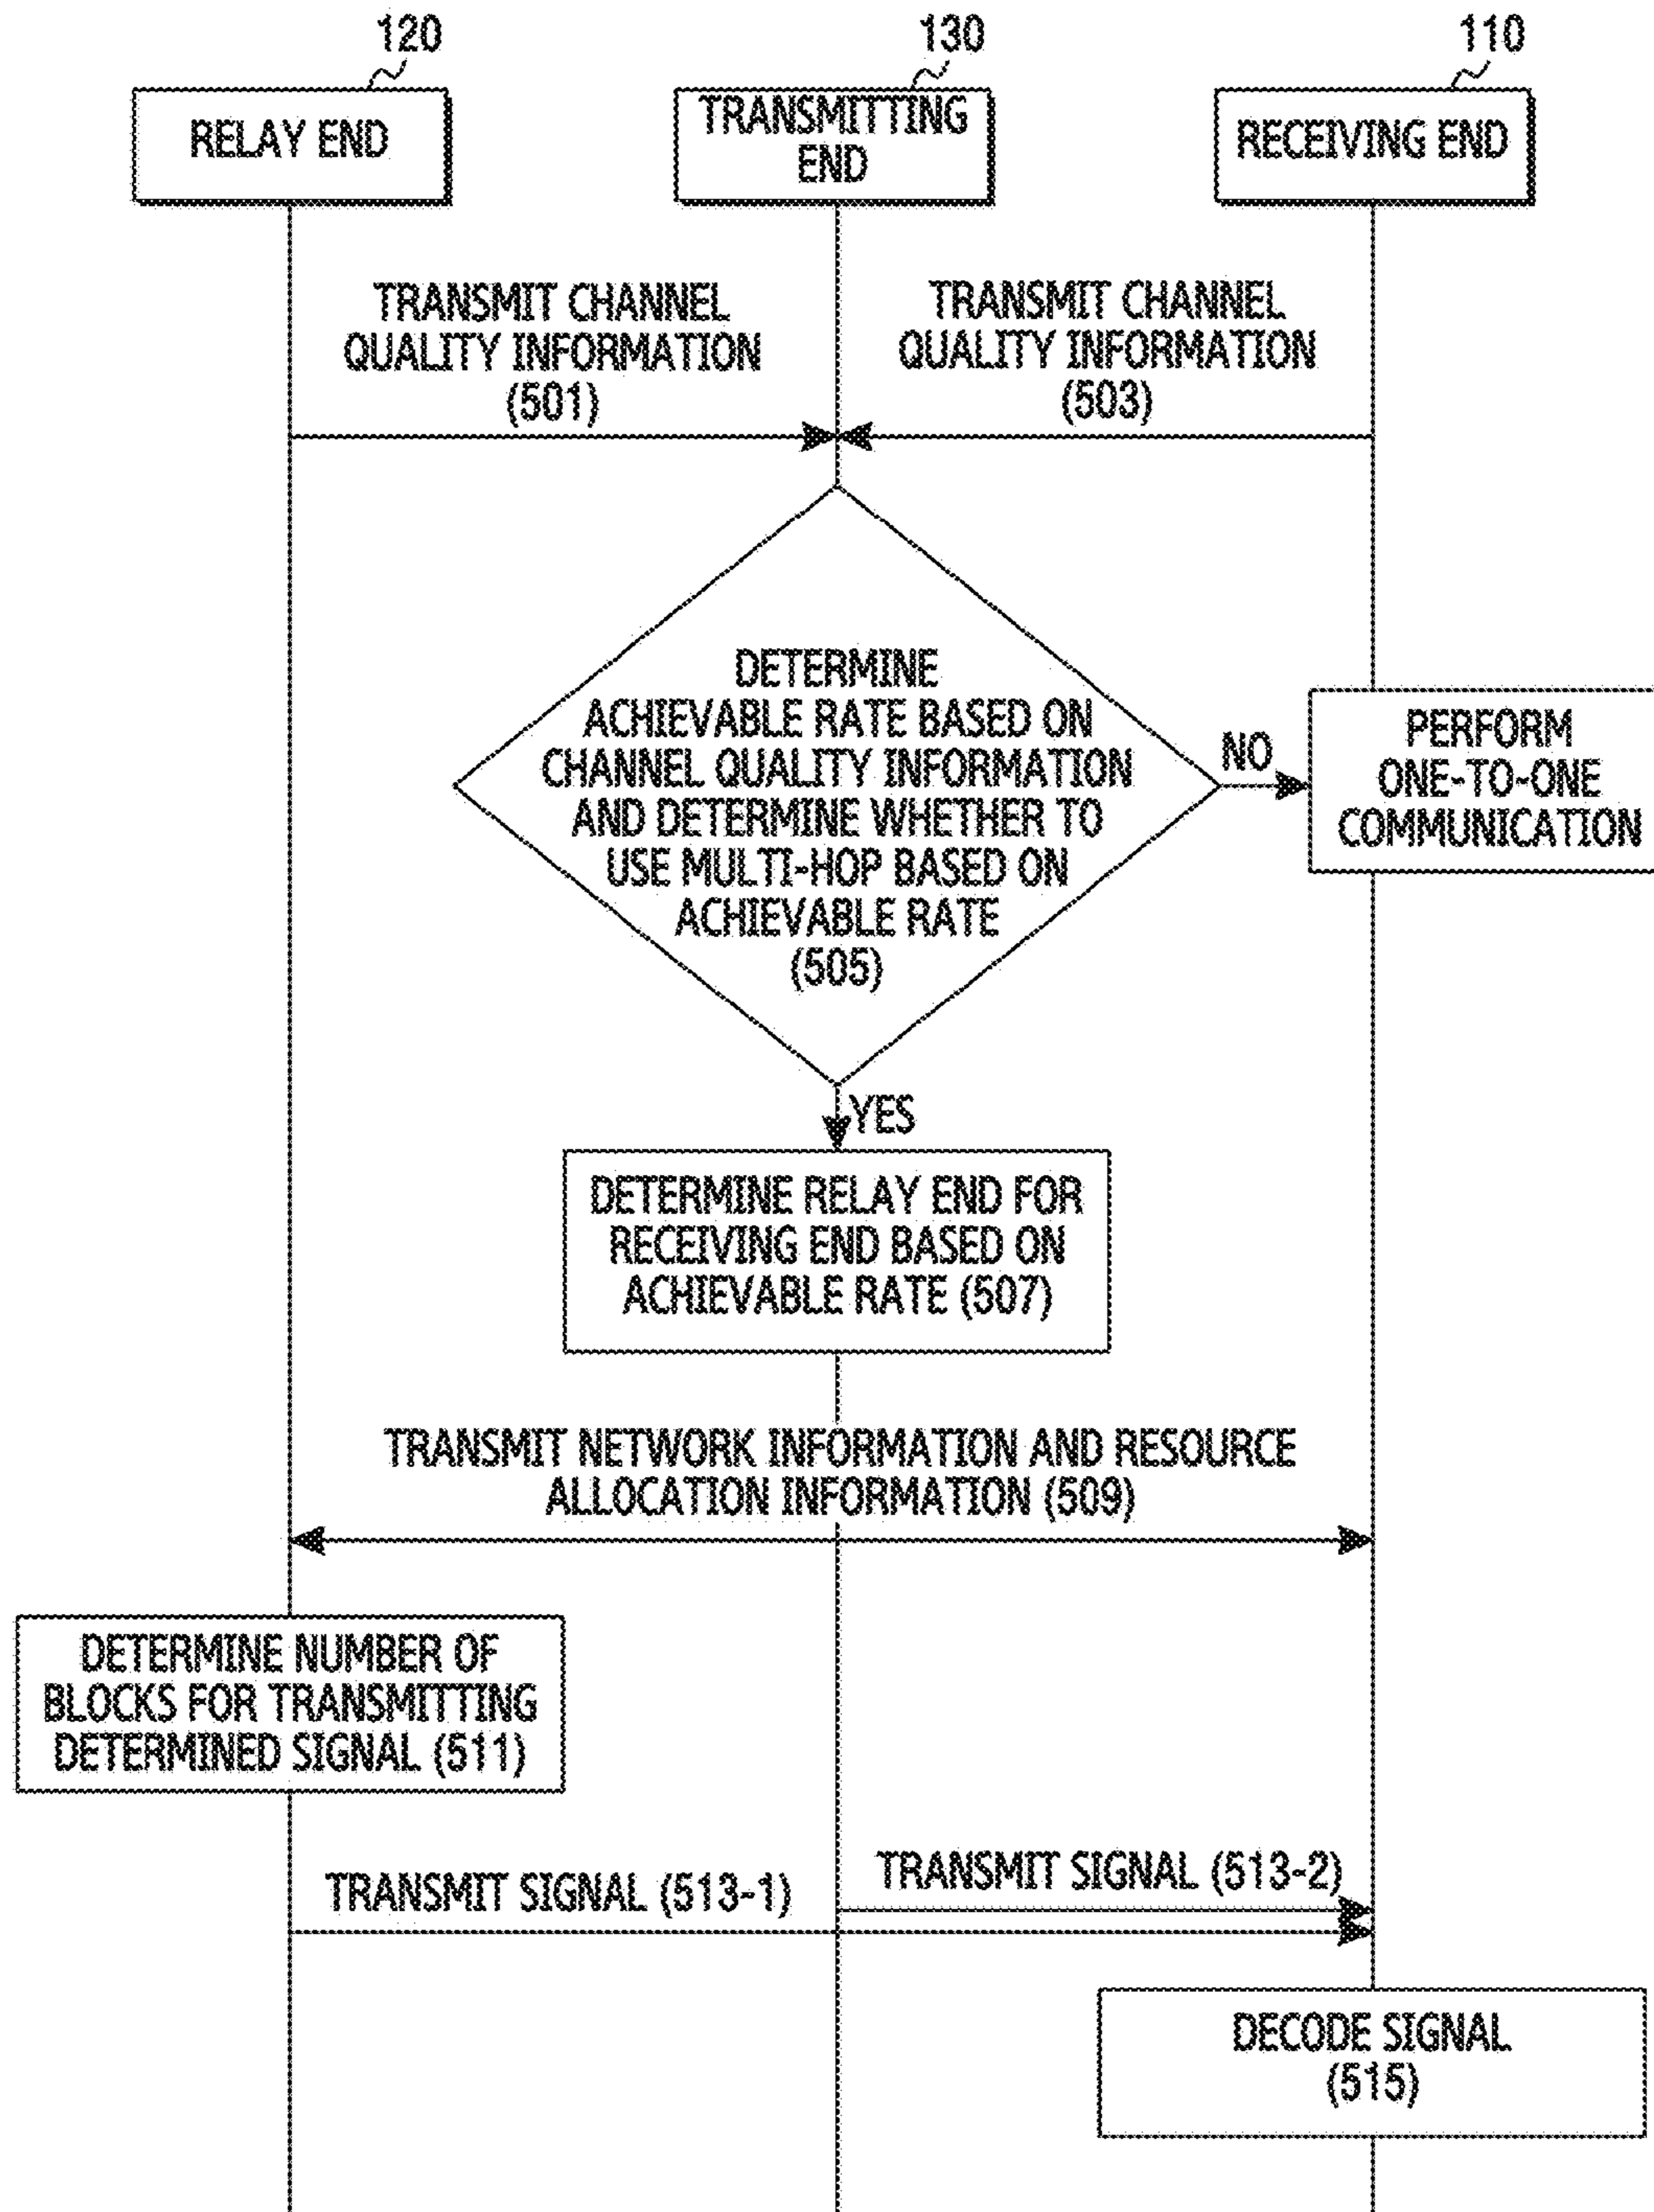 120
130
110
RELAY END
TRANSMITTING
END
RECEIVING END
TRANSMIT CHANNEL
QUALITY INFORMATION
(501)
TRANSMIT CHANNEL
QUALITY INFORMATION
(503)
DETERMINE
ACHIEVABLE RATE BASED ON
CHANNEL QUALITY INFORMATION
AND DETERMINE WHETHER TO
USE MULTI-HOP BASED ON
ACHIEVABLE RATE
(505)
NO
PERFORM
ONE-TO-ONE
COMMUNICATION
YES
DETERMINE RELAY END FOR
RECEIVING END BASED ON
ACHIEVABLE RATE (507)
TRANSMIT NETWORK INFORMATION AND RESOURCE
ALLOCATION INFORMATION (509)
DETERMINE NUMBER OF
BLOCKS FOR TRANSMITTING
DETERMINED SIGNAL (511)
TRANSMIT SIGNAL (513-1)
TRANSMIT SIGNAL (513-2)
DECODE SIGNAL
(515)